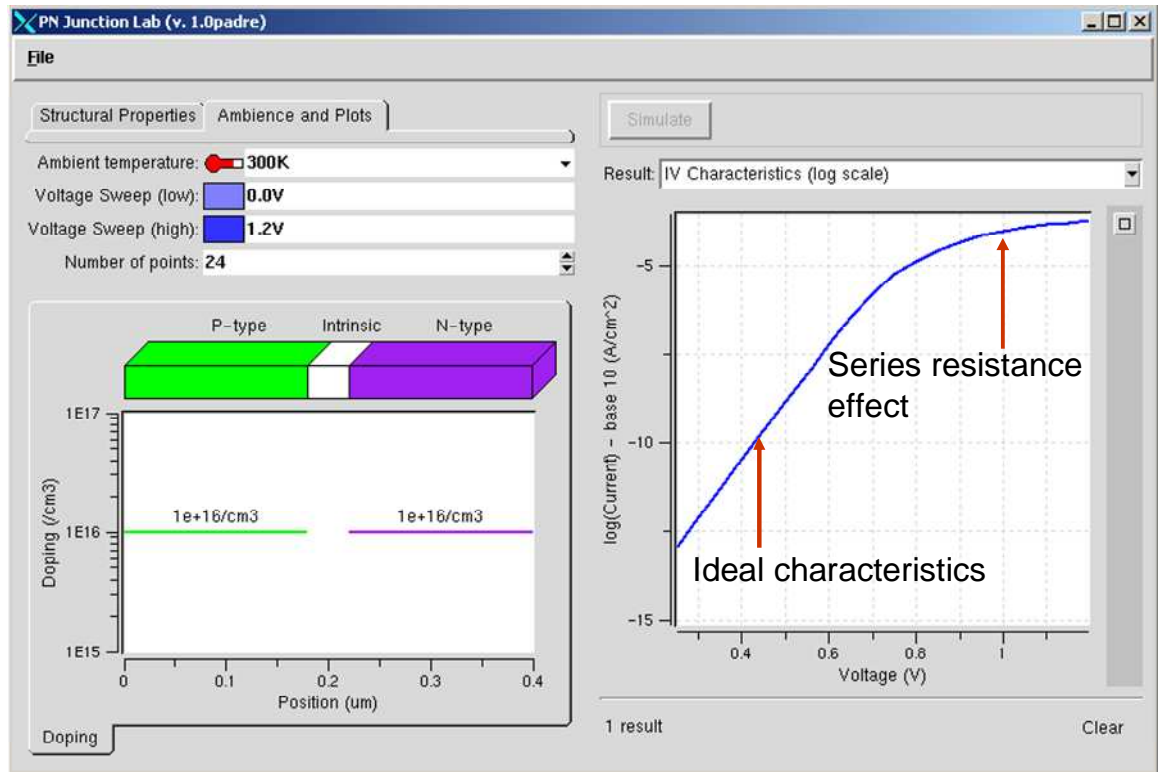 PN Junction Lab (v. 1.0padre)
File
Structural Properties
Ambience and Plots
Ambient temperature: 300K
Voltage Sweep (low): 0.0V
Voltage Sweep (high): 1.2V
Number of points: 24
P-type Intrinsic N-type
1E17
1E16
1E15
Doping (/cm3)
1e+16/cm3
1e+16/cm3
0 0.1 0.2 0.3 0.4
Position (um)
Doping
Simulate
Result: IV Characteristics (log scale)
-5
-10
-15
log(Current) - base 10 (A/cm^2)
Series resistance
effect
Ideal characteristics
0.4 0.6 0.8 1
Voltage (V)
1 result
Clear